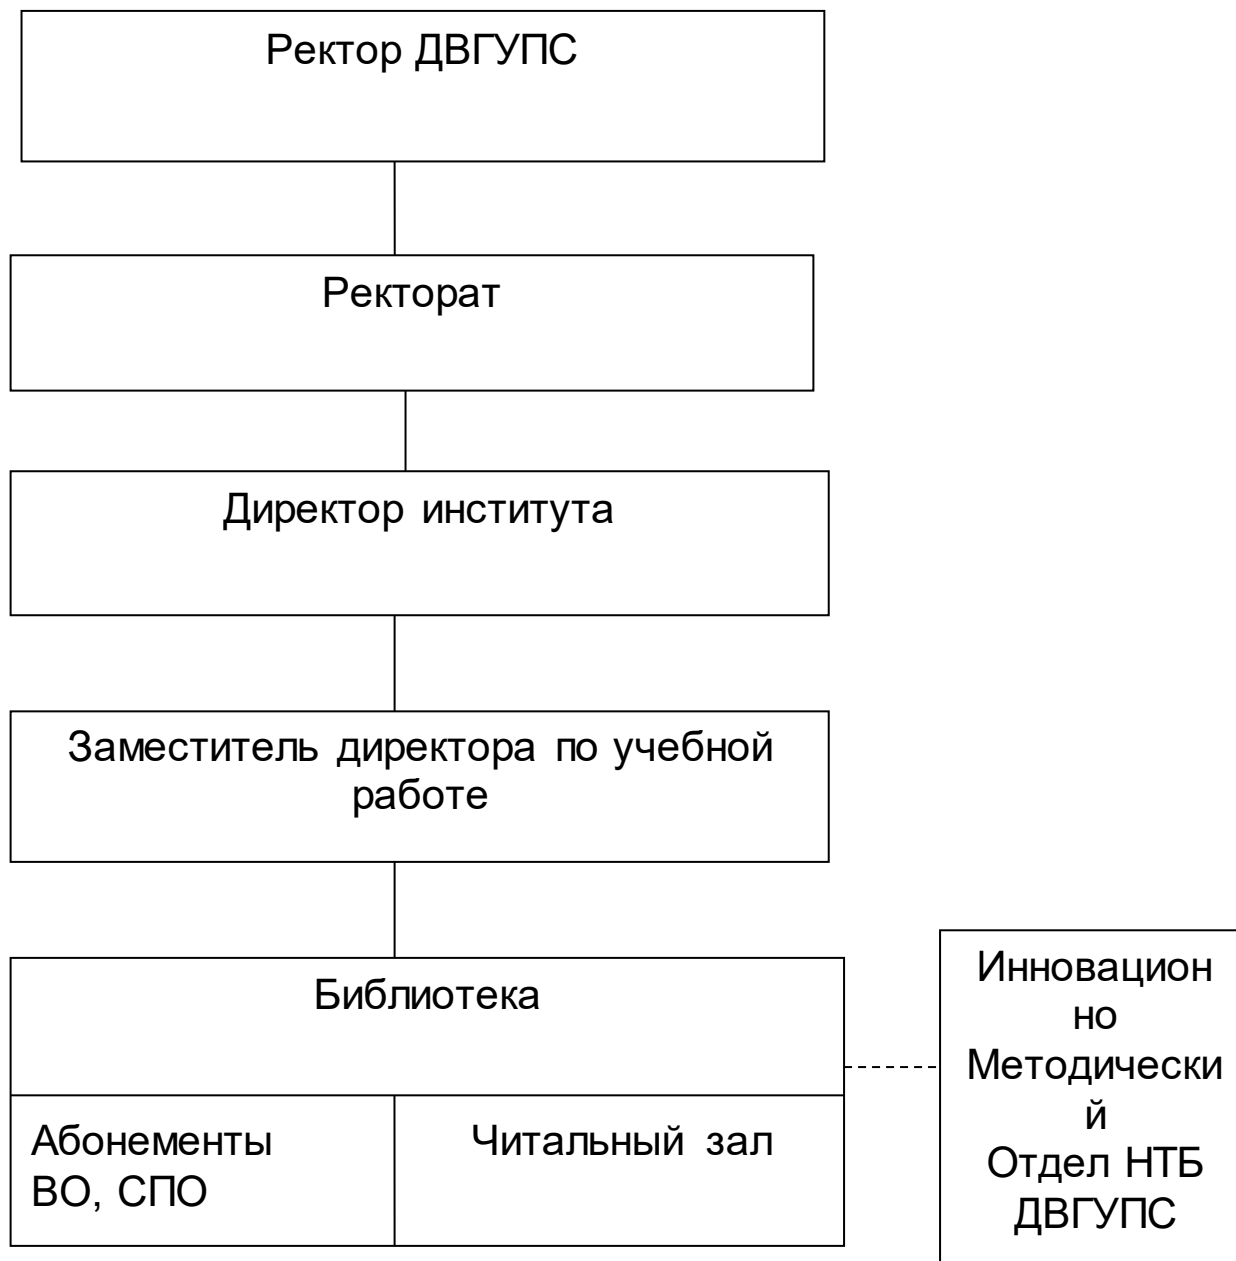 Ректор ДВГУПС
Ректорат
Директор института
Заместитель директора по учебной
работе
Библиотека
Абонементы
ВО, СПО
Читальный зал
Инновацион
но
Методически
й
Отдел НТБ
ДВГУПС